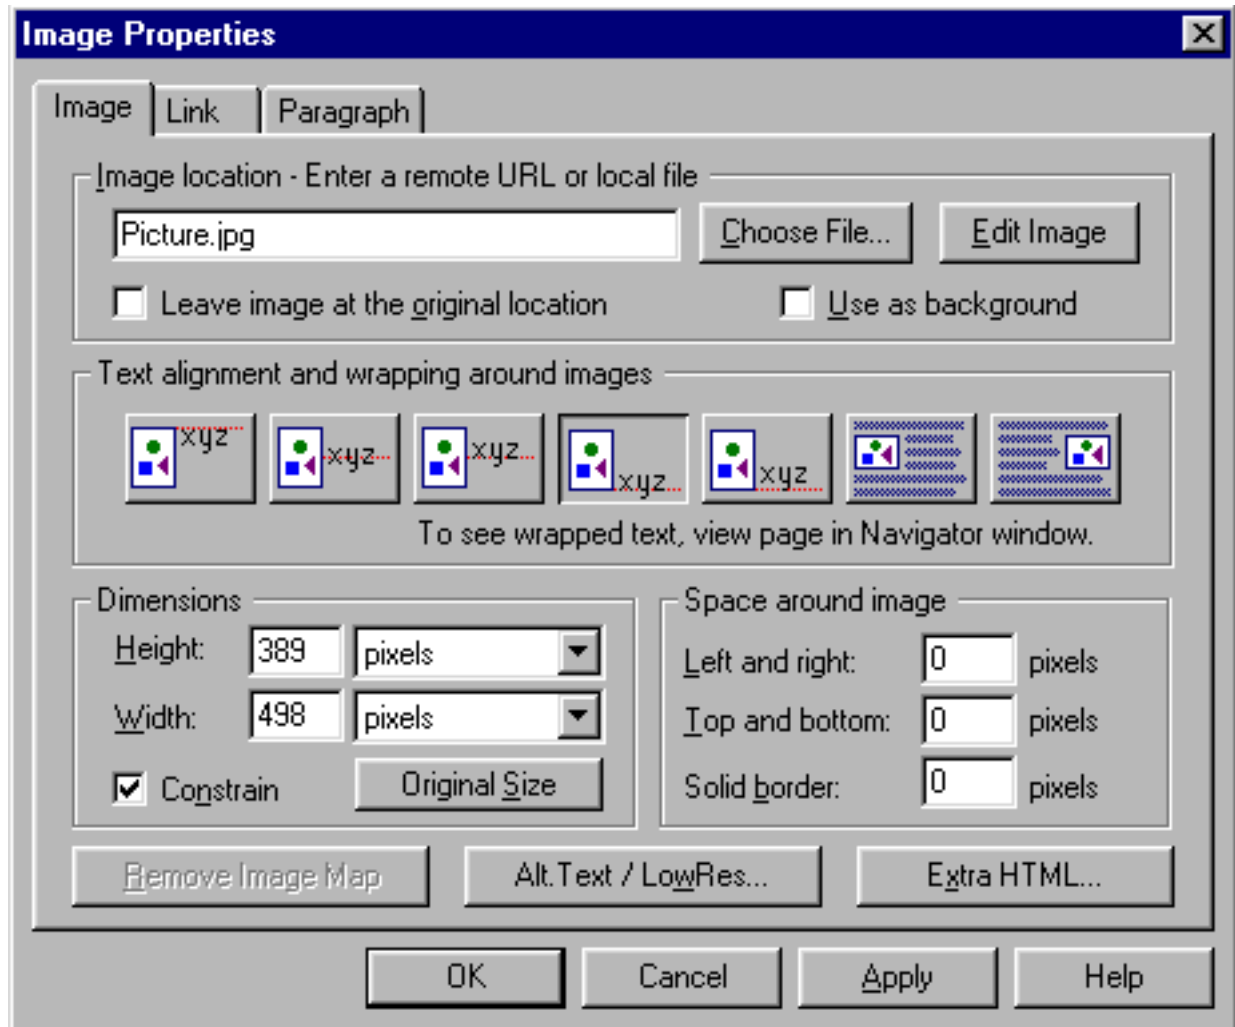 Image Properties
Image Link Paragraph
Image location - Enter a remote URL or local file
Picture.jpg Choose File... Edit Image
Leave image at the original location Use as background
Text alignment and wrapping around images
xyz xyz xyz xyz xyz
To see wrapped text, view page in Navigator window.
Dimensions
Height: 389 pixels
Width: 498 pixels
Constrain Original Size
Space around image
Left and right: 0 pixels
Top and bottom: 0 pixels
Solid border: 0 pixels
Remove Image Map Alt.Text / LowRes... Extra HTML...
OK Cancel Apply Help